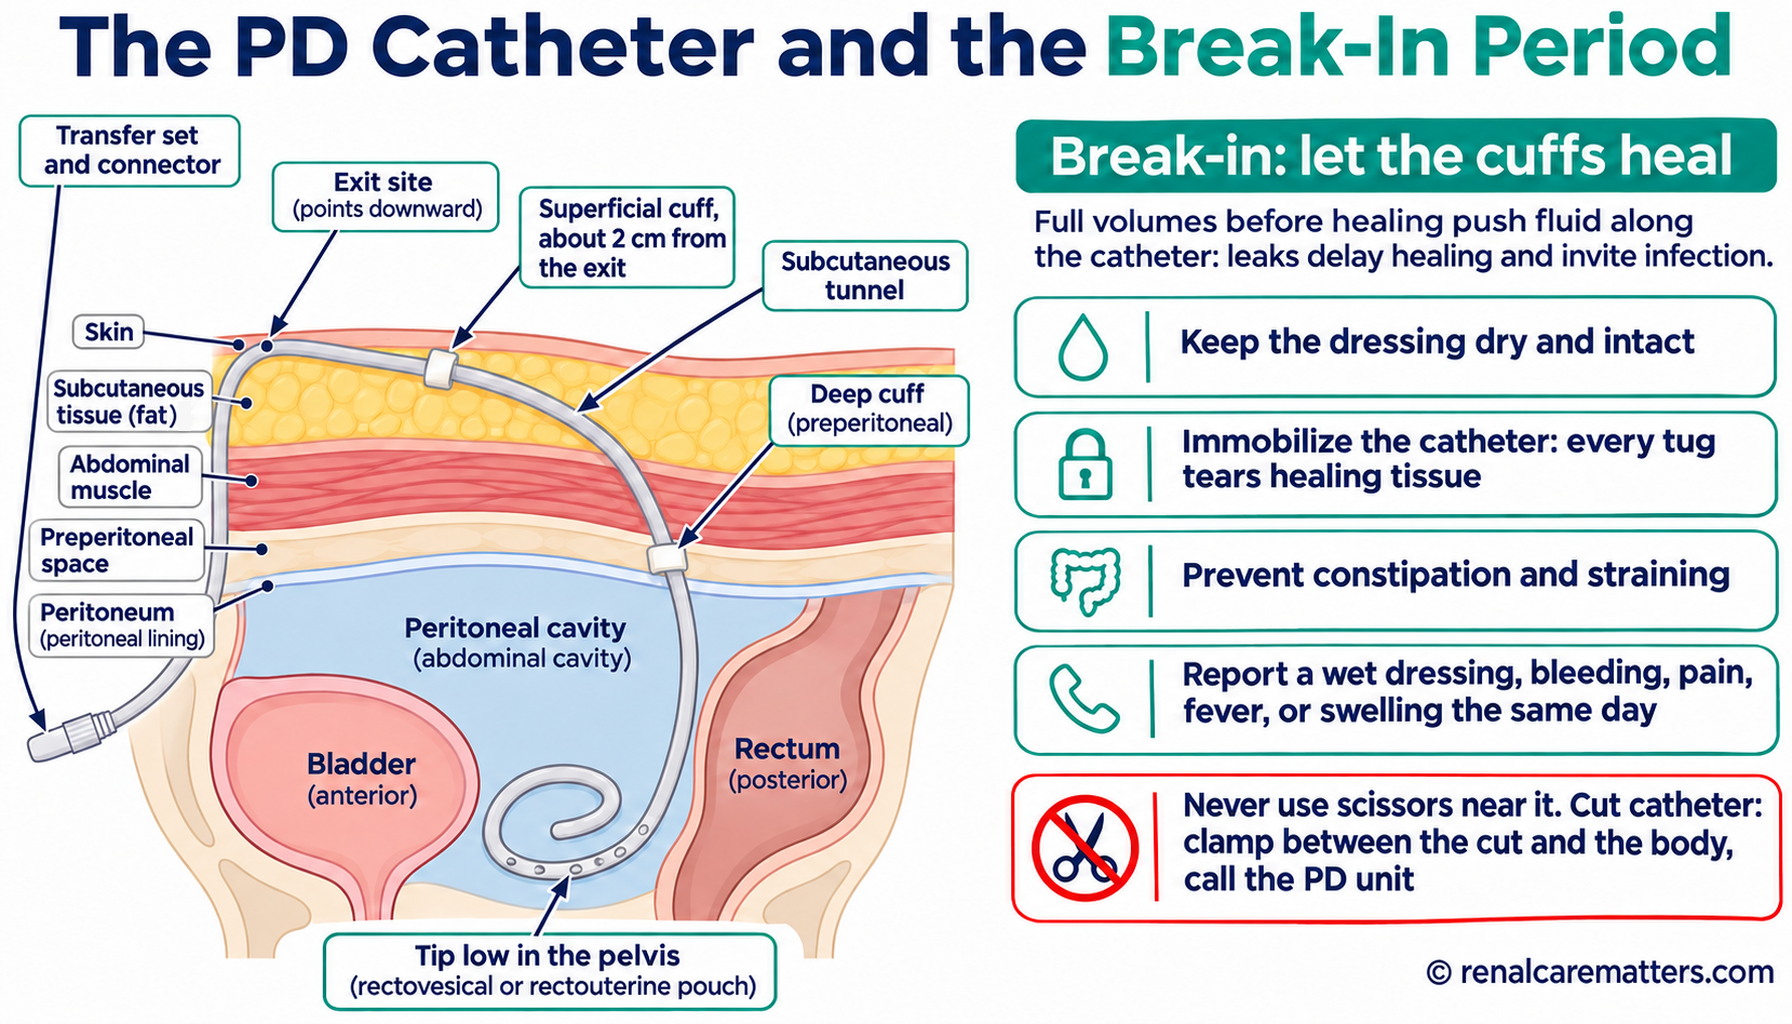 The PD Catheter and the Break-In Period
Transfer set
and connector
Exit site
(points downward)
Superficial cuff,
about 2 cm from
the exit
Subcutaneous
tunnel
Skin
Subcutaneous
tissue (fat)
Deep cuff
(preperitoneal)
Abdominal
muscle
Preperitoneal
space
Peritoneum
(peritoneal lining)
Peritoneal cavity
(abdominal cavity)
Bladder
(anterior)
Rectum
(posterior)
Tip low in the pelvis
(rectovesical or rectouterine pouch)
Break-in: let the cuffs heal
Full volumes before healing push fluid along
the catheter: leaks delay healing and invite infection.
Keep the dressing dry and intact
Immobilize the catheter: every tug
tears healing tissue
Prevent constipation and straining
Report a wet dressing, bleeding, pain,
fever, or swelling the same day
Never use scissors near it. Cut catheter:
clamp between the cut and the body,
call the PD unit
© renalcarematters.com